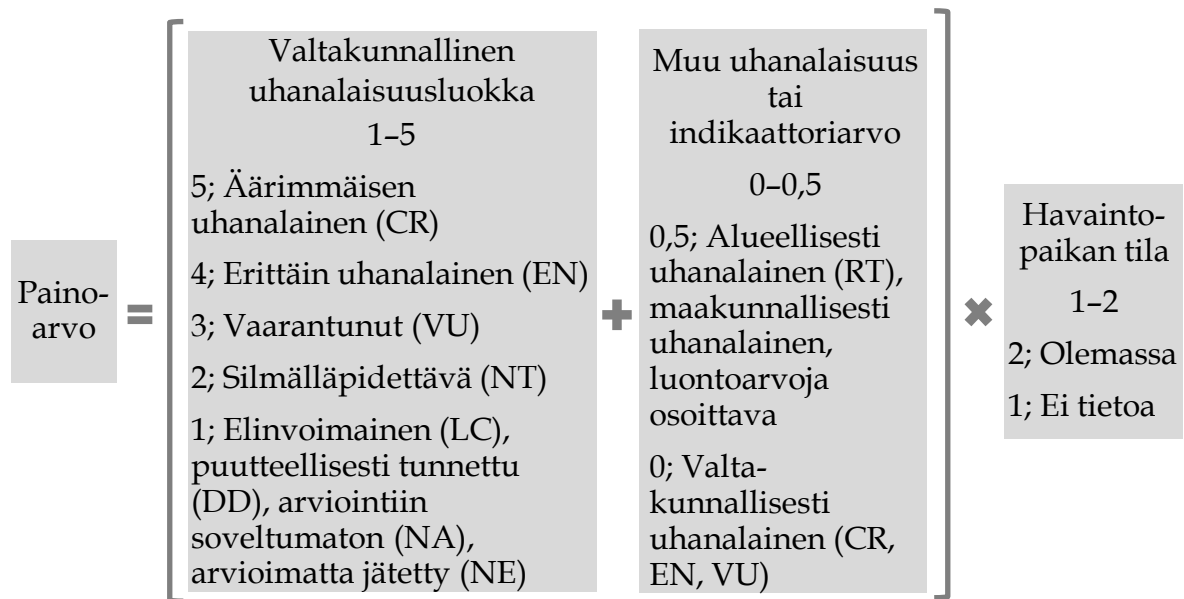 Paino-
arvo
=
Valtakunnallinen
uhanalaisuusluokka
1–5
5; Äärimmäisen
uhanalainen (CR)
4; Erittäin uhanalainen (EN)
3; Vaarantunut (VU)
2; Silmälläpidettävä (NT)
1; Elinvoimainen (LC),
puutteellisesti tunnettu
(DD), arviointiin
soveltumaton (NA),
arvioimatta jätetty (NE)
+
Muu uhanalaisuus
tai
indikaattoriarvo
0–0,5
0,5; Alueellisesti
uhanalainen (RT),
maakunnallisesti
uhanalainen,
luontoarvoja
osoittava
0; Valta-
kunnallisesti
uhanalainen (CR,
EN, VU)
×
Havainto-
paikan tila
1–2
2; Olemassa
1; Ei tietoa